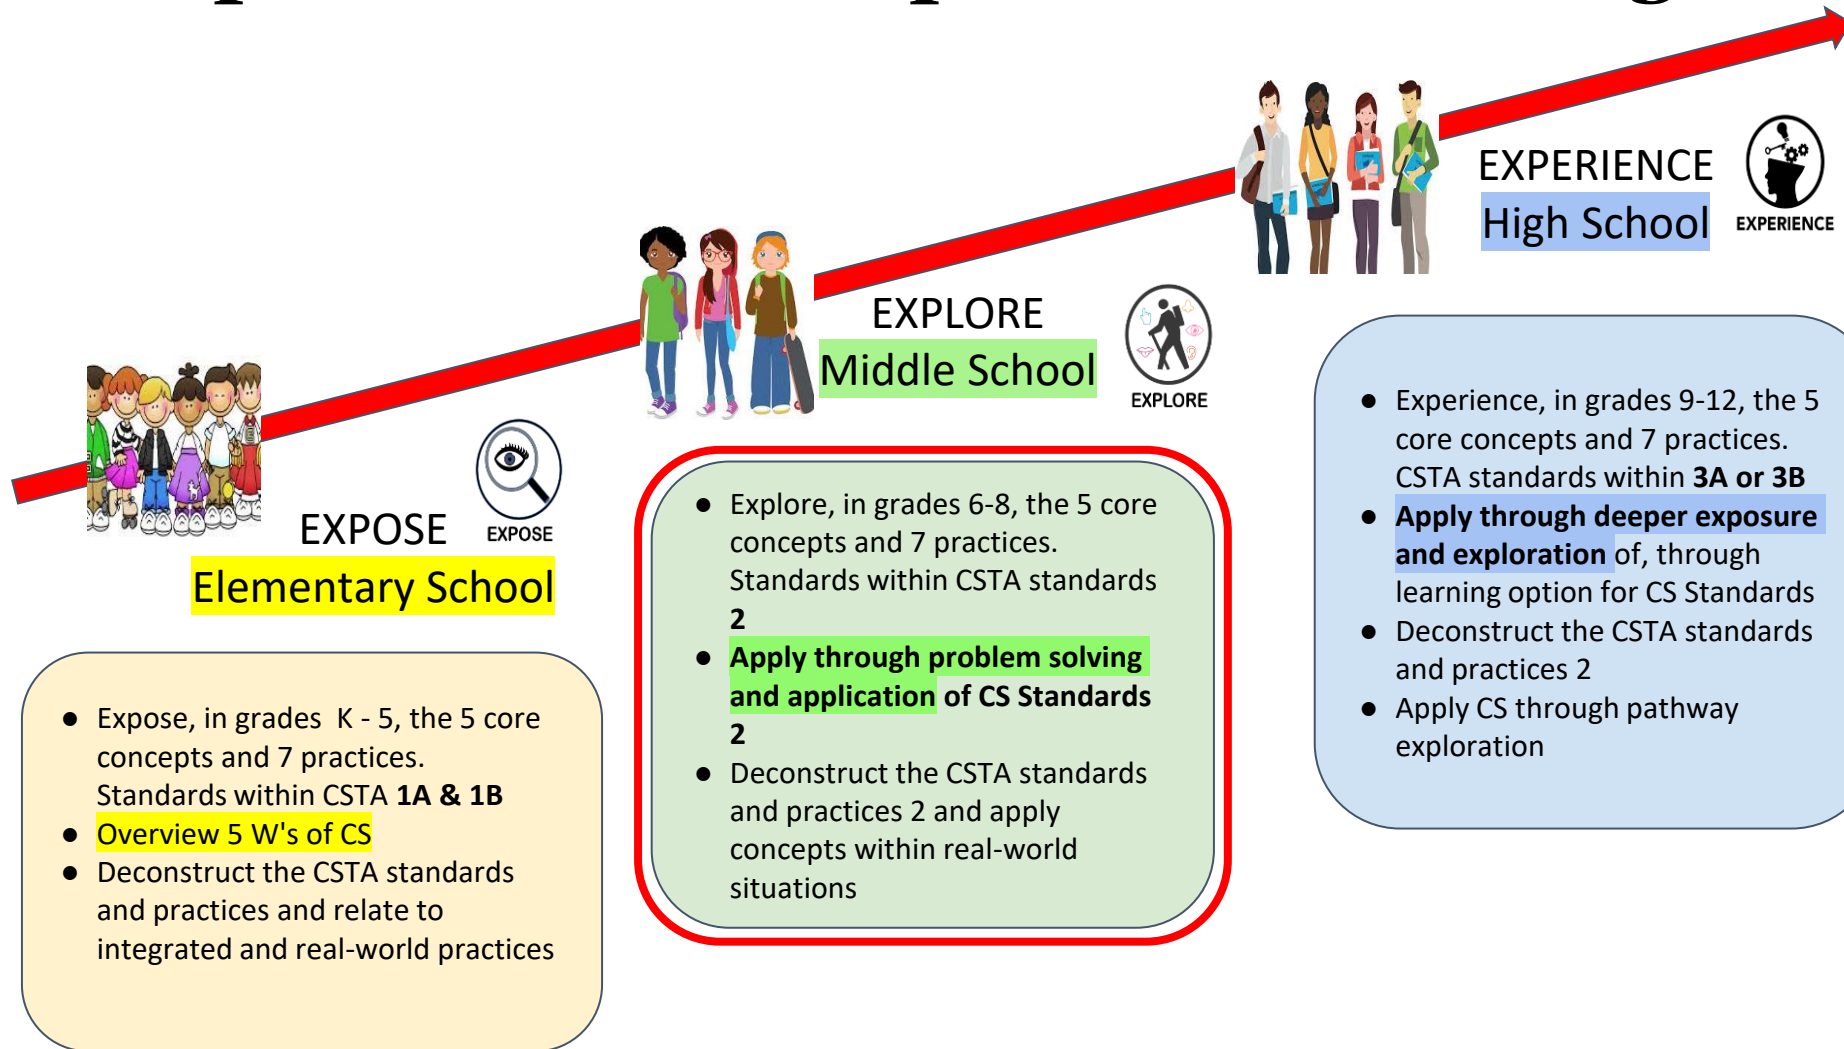 EXPERIENCE
High School
EXPERIENCE
EXPLORE
Middle School
EXPLORE
EXPOSE
Elementary School
EXPOSE
● Expose, in grades  K - 5, the 5 core
concepts and 7 practices.
Standards within CSTA 1A & 1B
● Overview 5 W's of CS
● Deconstruct the CSTA standards
and practices and relate to
integrated and real-world practices
● Explore, in grades 6-8, the 5 core
concepts and 7 practices.
Standards within CSTA standards
2
● Apply through problem solving
and application of CS Standards
2
● Deconstruct the CSTA standards
and practices 2 and apply
concepts within real-world
situations
● Experience, in grades 9-12, the 5
core concepts and 7 practices.
CSTA standards within 3A or 3B
● Apply through deeper exposure
and exploration of, through
learning option for CS Standards
● Deconstruct the CSTA standards
and practices 2
● Apply CS through pathway
exploration